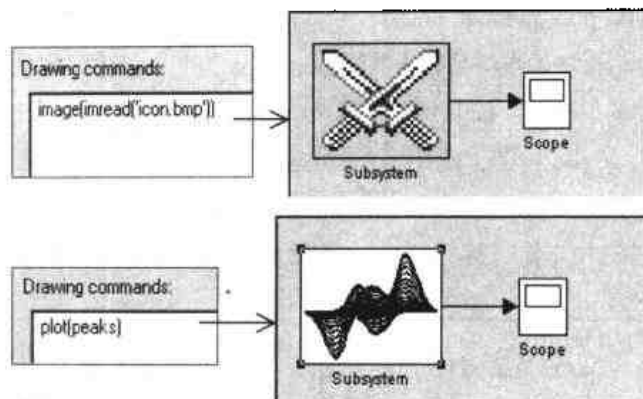 Drawing commands:
image(imread('icon.bmp'))
Subsystem
Scope
Drawing commands:
plot(peaks)
Subsystem
Scope